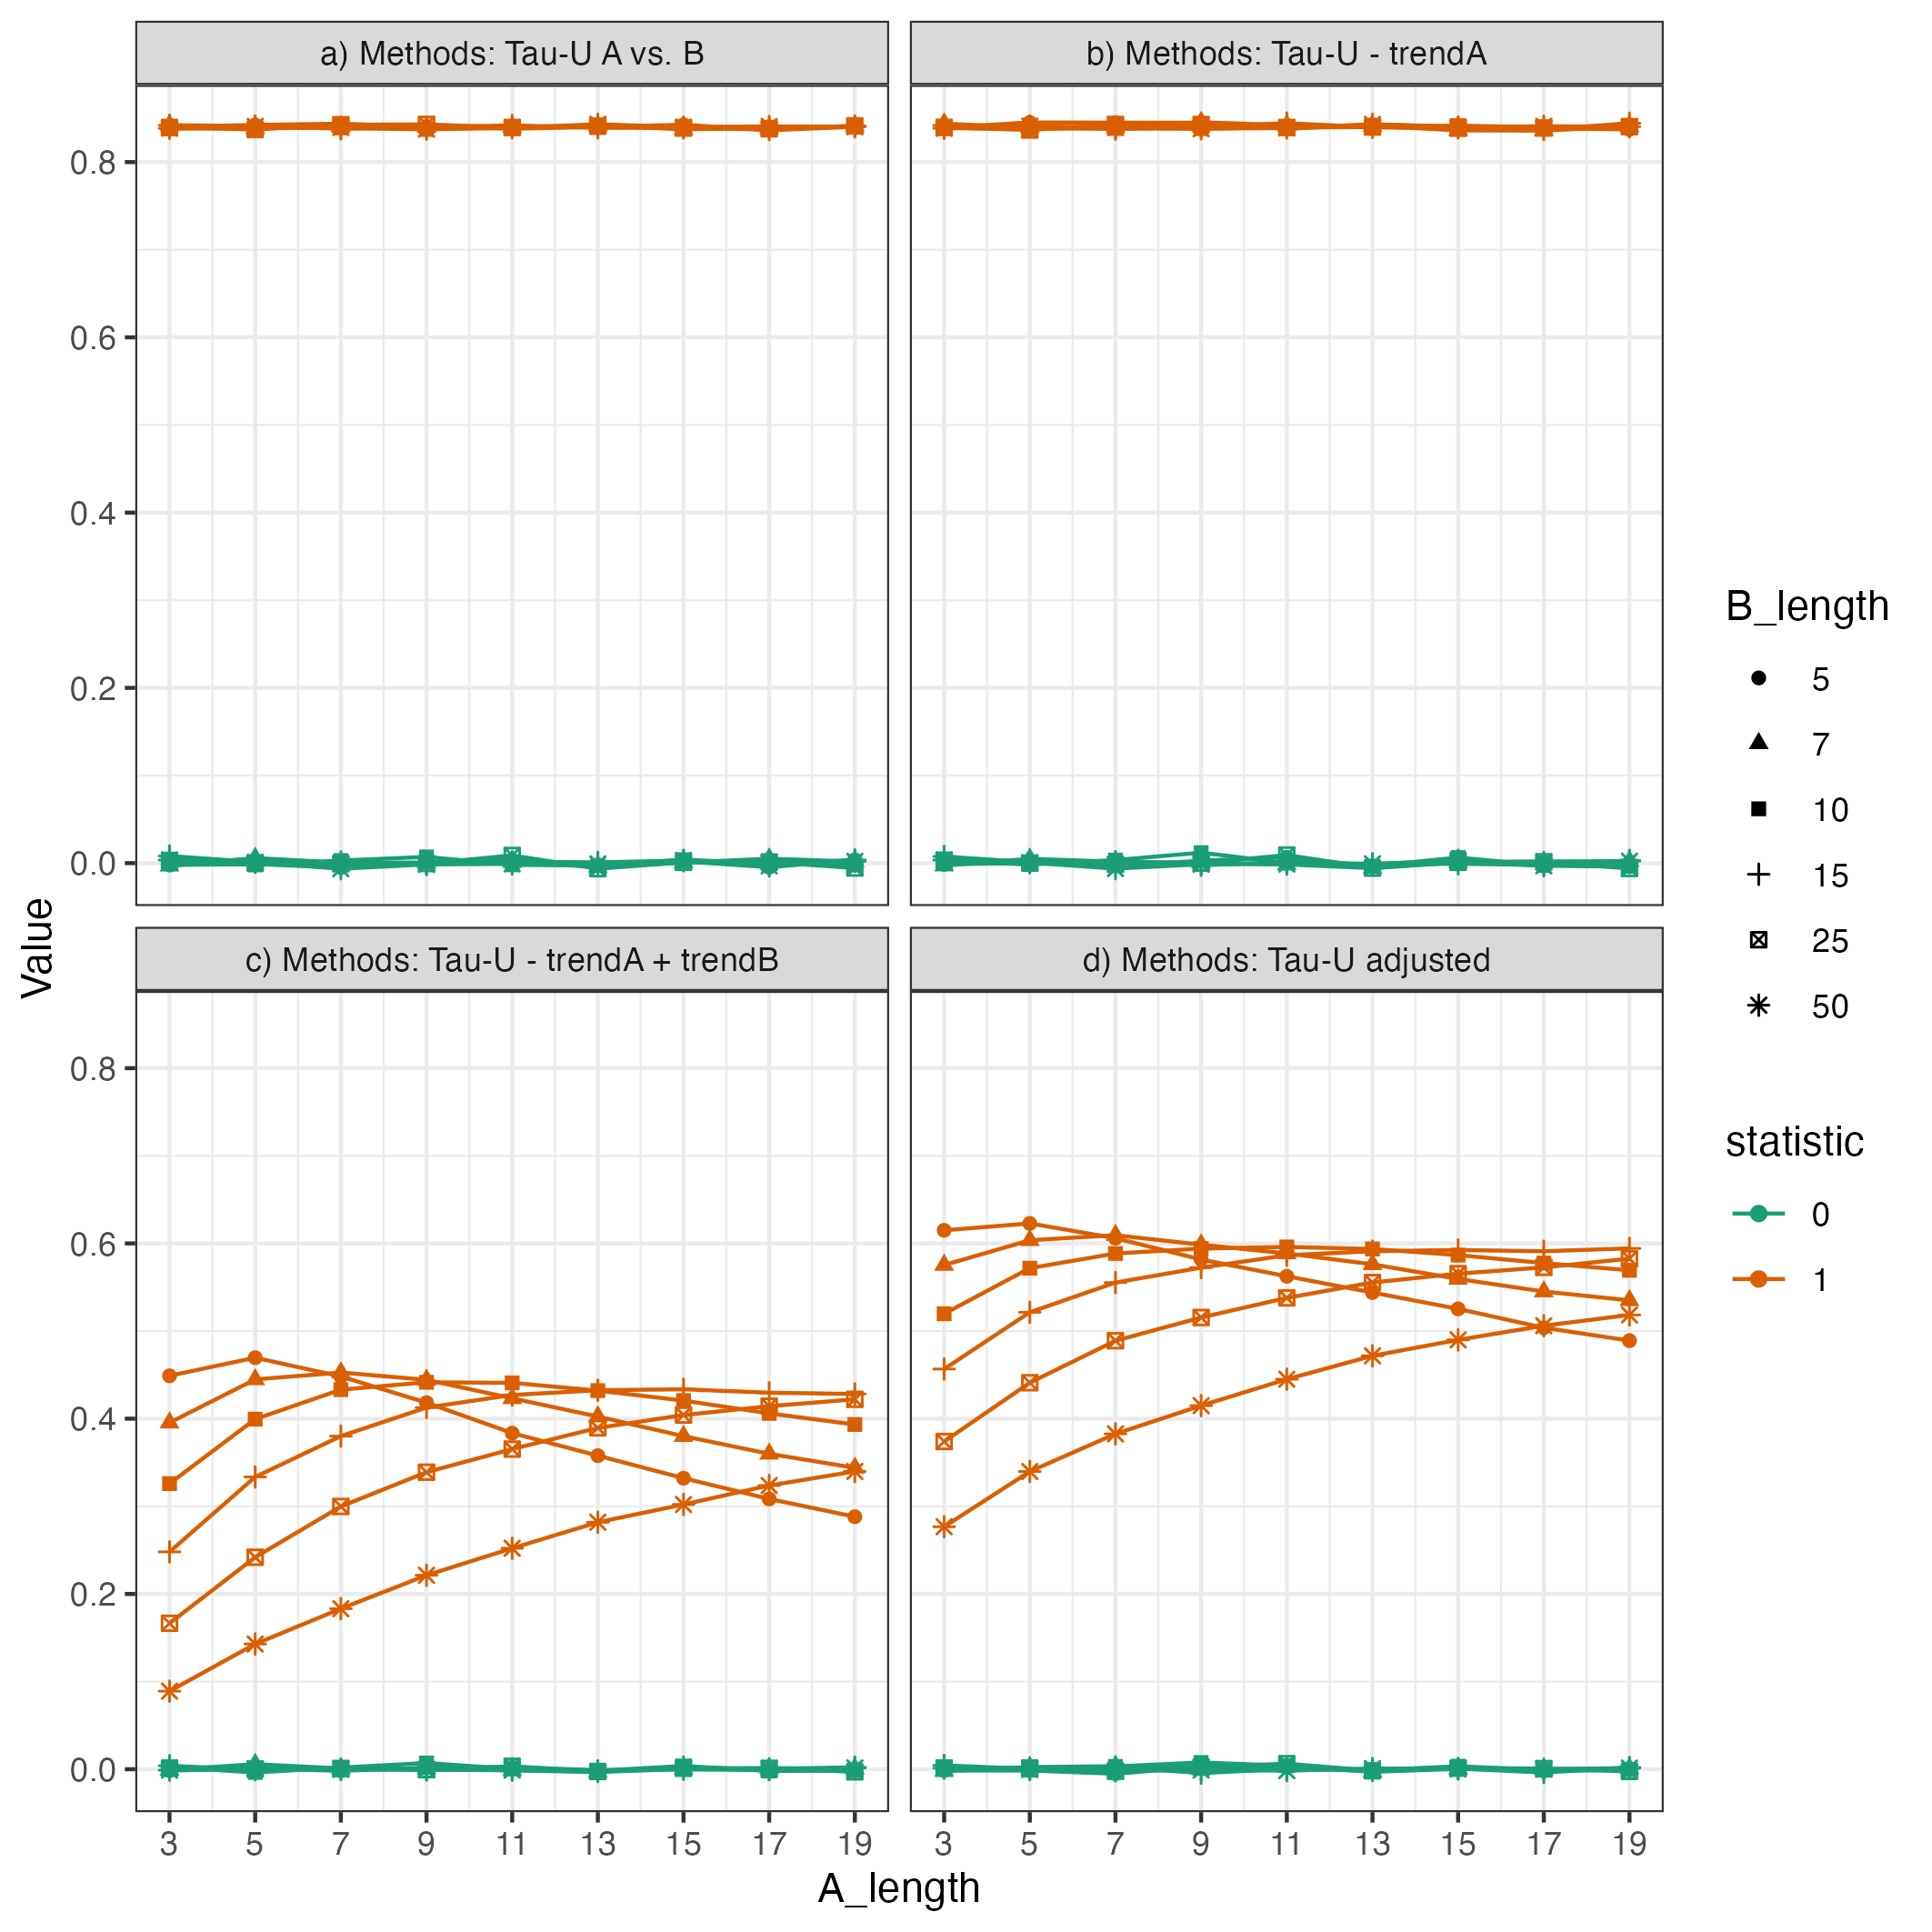 a) Methods: Tau-U A vs. B
b) Methods: Tau-U - trendA
0.8
0.6
0.4
0.2
0.0
c) Methods: Tau-U - trendA + trendB
d) Methods: Tau-U adjusted
0.8
0.6
0.4
0.2
0.0
3 5 7 9 11 13 15 17 19
3 5 7 9 11 13 15 17 19
A_length
Value
B_length
5
7
10
15
25
50
statistic
0
1